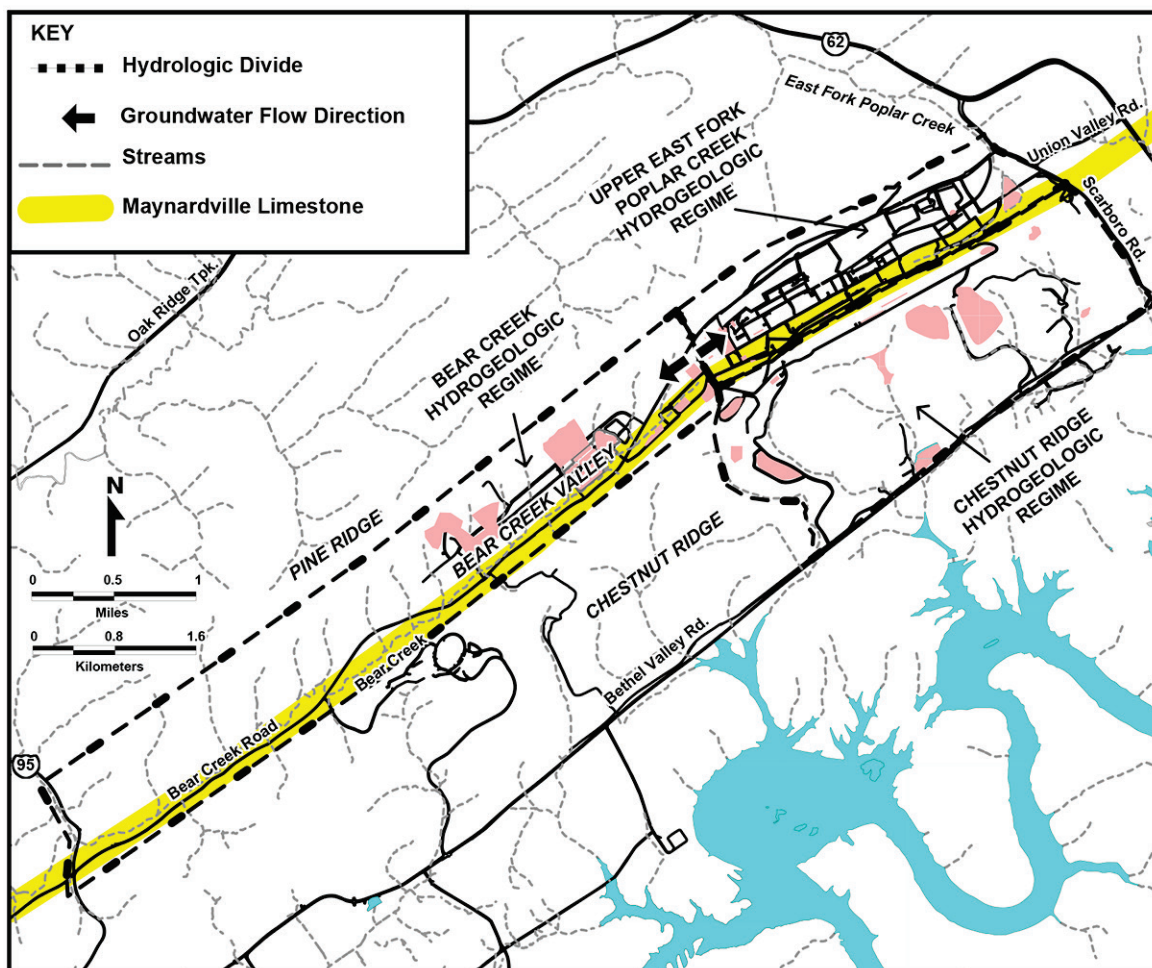 KEY
Hydrologic Divide
Groundwater Flow Direction
Streams
Maynardville Limestone
62
East Fork Poplar Creek
Union Valley Rd.
Scarboro Rd.
UPPER EAST FORK
POPLAR CREEK
HYDROGEOLOGIC
REGIME
Oak Ridge Tpk.
BEAR CREEK
HYDROGEOLOGIC
REGIME
N
0 0.5 1
Miles
0 0.8 1.6
Kilometers
PINE RIDGE
BEAR CREEK VALLEY
CHESTNUT RIDGE
CHESTNUT RIDGE
HYDROGEOLOGIC
REGIME
Bethel Valley Rd.
Bear Creek
Bear Creek Road
95